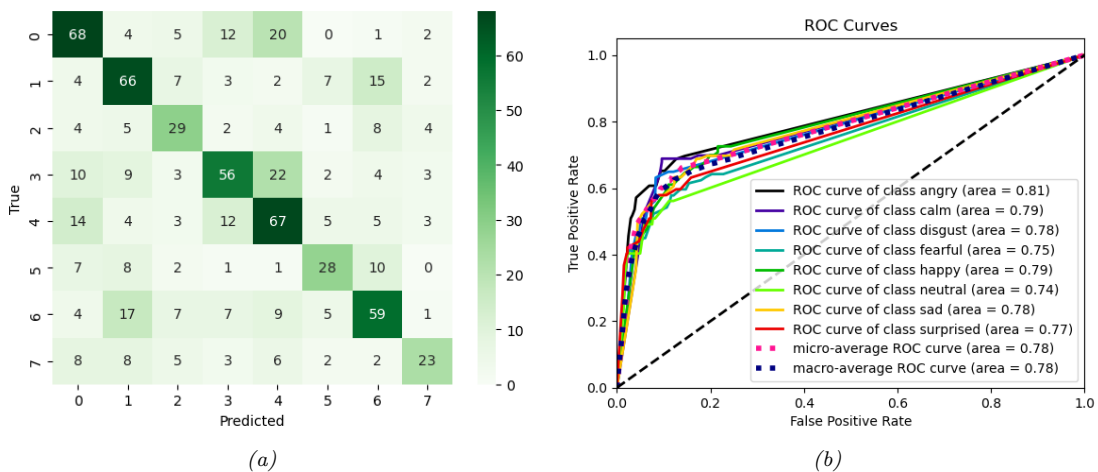 0 68 4 5 12 20 0 1 2
1 4 66 7 3 2 7 15 2
2 4 5 29 2 4 1 8 4
3 10 9 3 56 22 2 4 3
4 14 4 3 12 67 5 5 3
5 7 8 2 1 1 28 10 0
6 4 17 7 7 9 5 59 1
7 8 8 5 3 6 2 2 23
0 1 2 3 4 5 6 7
Predicted
True
60
50
40
30
20
10
0
(a)
ROC Curves
True Positive Rate
1.0
0.8
0.6
0.4
0.2
0.0
ROC curve of class angry (area = 0.81)
ROC curve of class calm (area = 0.79)
ROC curve of class disgust (area = 0.78)
ROC curve of class fearful (area = 0.75)
ROC curve of class happy (area = 0.79)
ROC curve of class neutral (area = 0.74)
ROC curve of class sad (area = 0.78)
ROC curve of class surprised (area = 0.77)
micro-average ROC curve (area = 0.78)
macro-average ROC curve (area = 0.78)
0.0 0.2 0.4 0.6 0.8 1.0
False Positive Rate
(b)